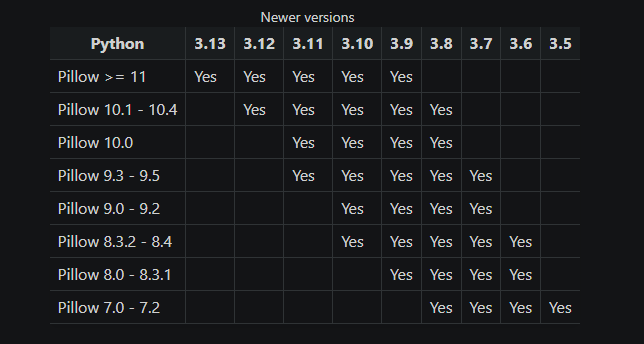 Newer versions
Python 3.13 3.12 3.11 3.10 3.9 3.8 3.7 3.6 3.5
Pillow >= 11 Yes Yes Yes Yes Yes
Pillow 10.1 - 10.4 Yes Yes Yes Yes Yes
Pillow 10.0 Yes Yes Yes Yes
Pillow 9.3 - 9.5 Yes Yes Yes Yes Yes
Pillow 9.0 - 9.2 Yes Yes Yes Yes
Pillow 8.3.2 - 8.4 Yes Yes Yes Yes Yes
Pillow 8.0 - 8.3.1 Yes Yes Yes Yes
Pillow 7.0 - 7.2 Yes Yes Yes Yes